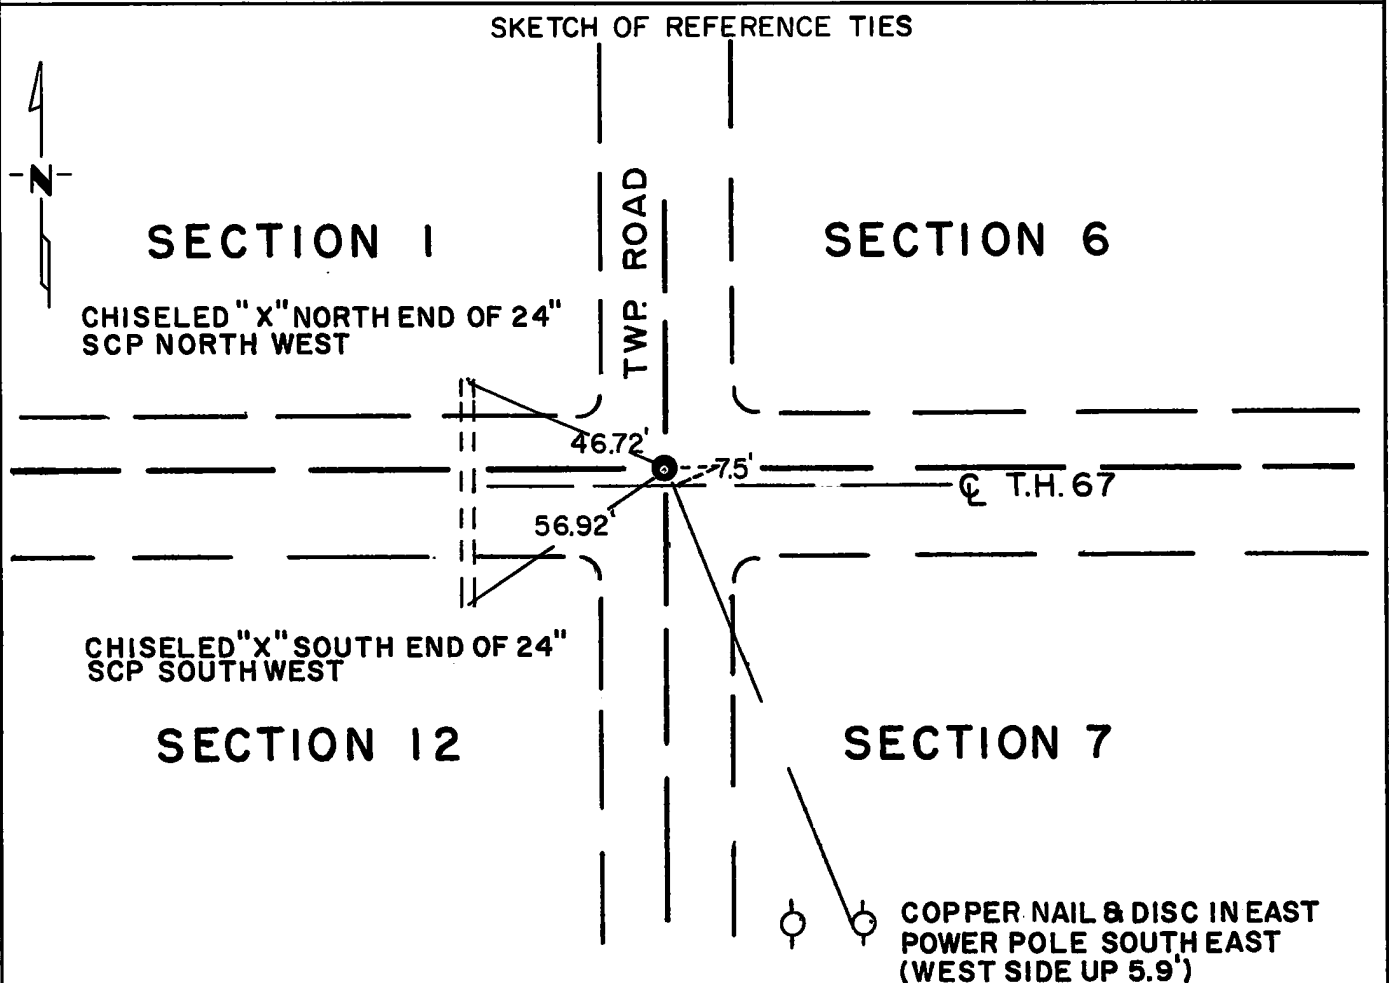 SKETCH OF REFERENCE TIES
N
TWP. ROAD
SECTION 1
SECTION 6
CHISELED "X" NORTH END OF 24"
SCP NORTH WEST
46.72'
7.5'
℄ T.H. 67
56.92'
CHISELED "X" SOUTH END OF 24"
SCP SOUTHWEST
SECTION 12
SECTION 7
COPPER NAIL & DISC IN EAST
POWER POLE SOUTH EAST
(WEST SIDE UP 5.9')